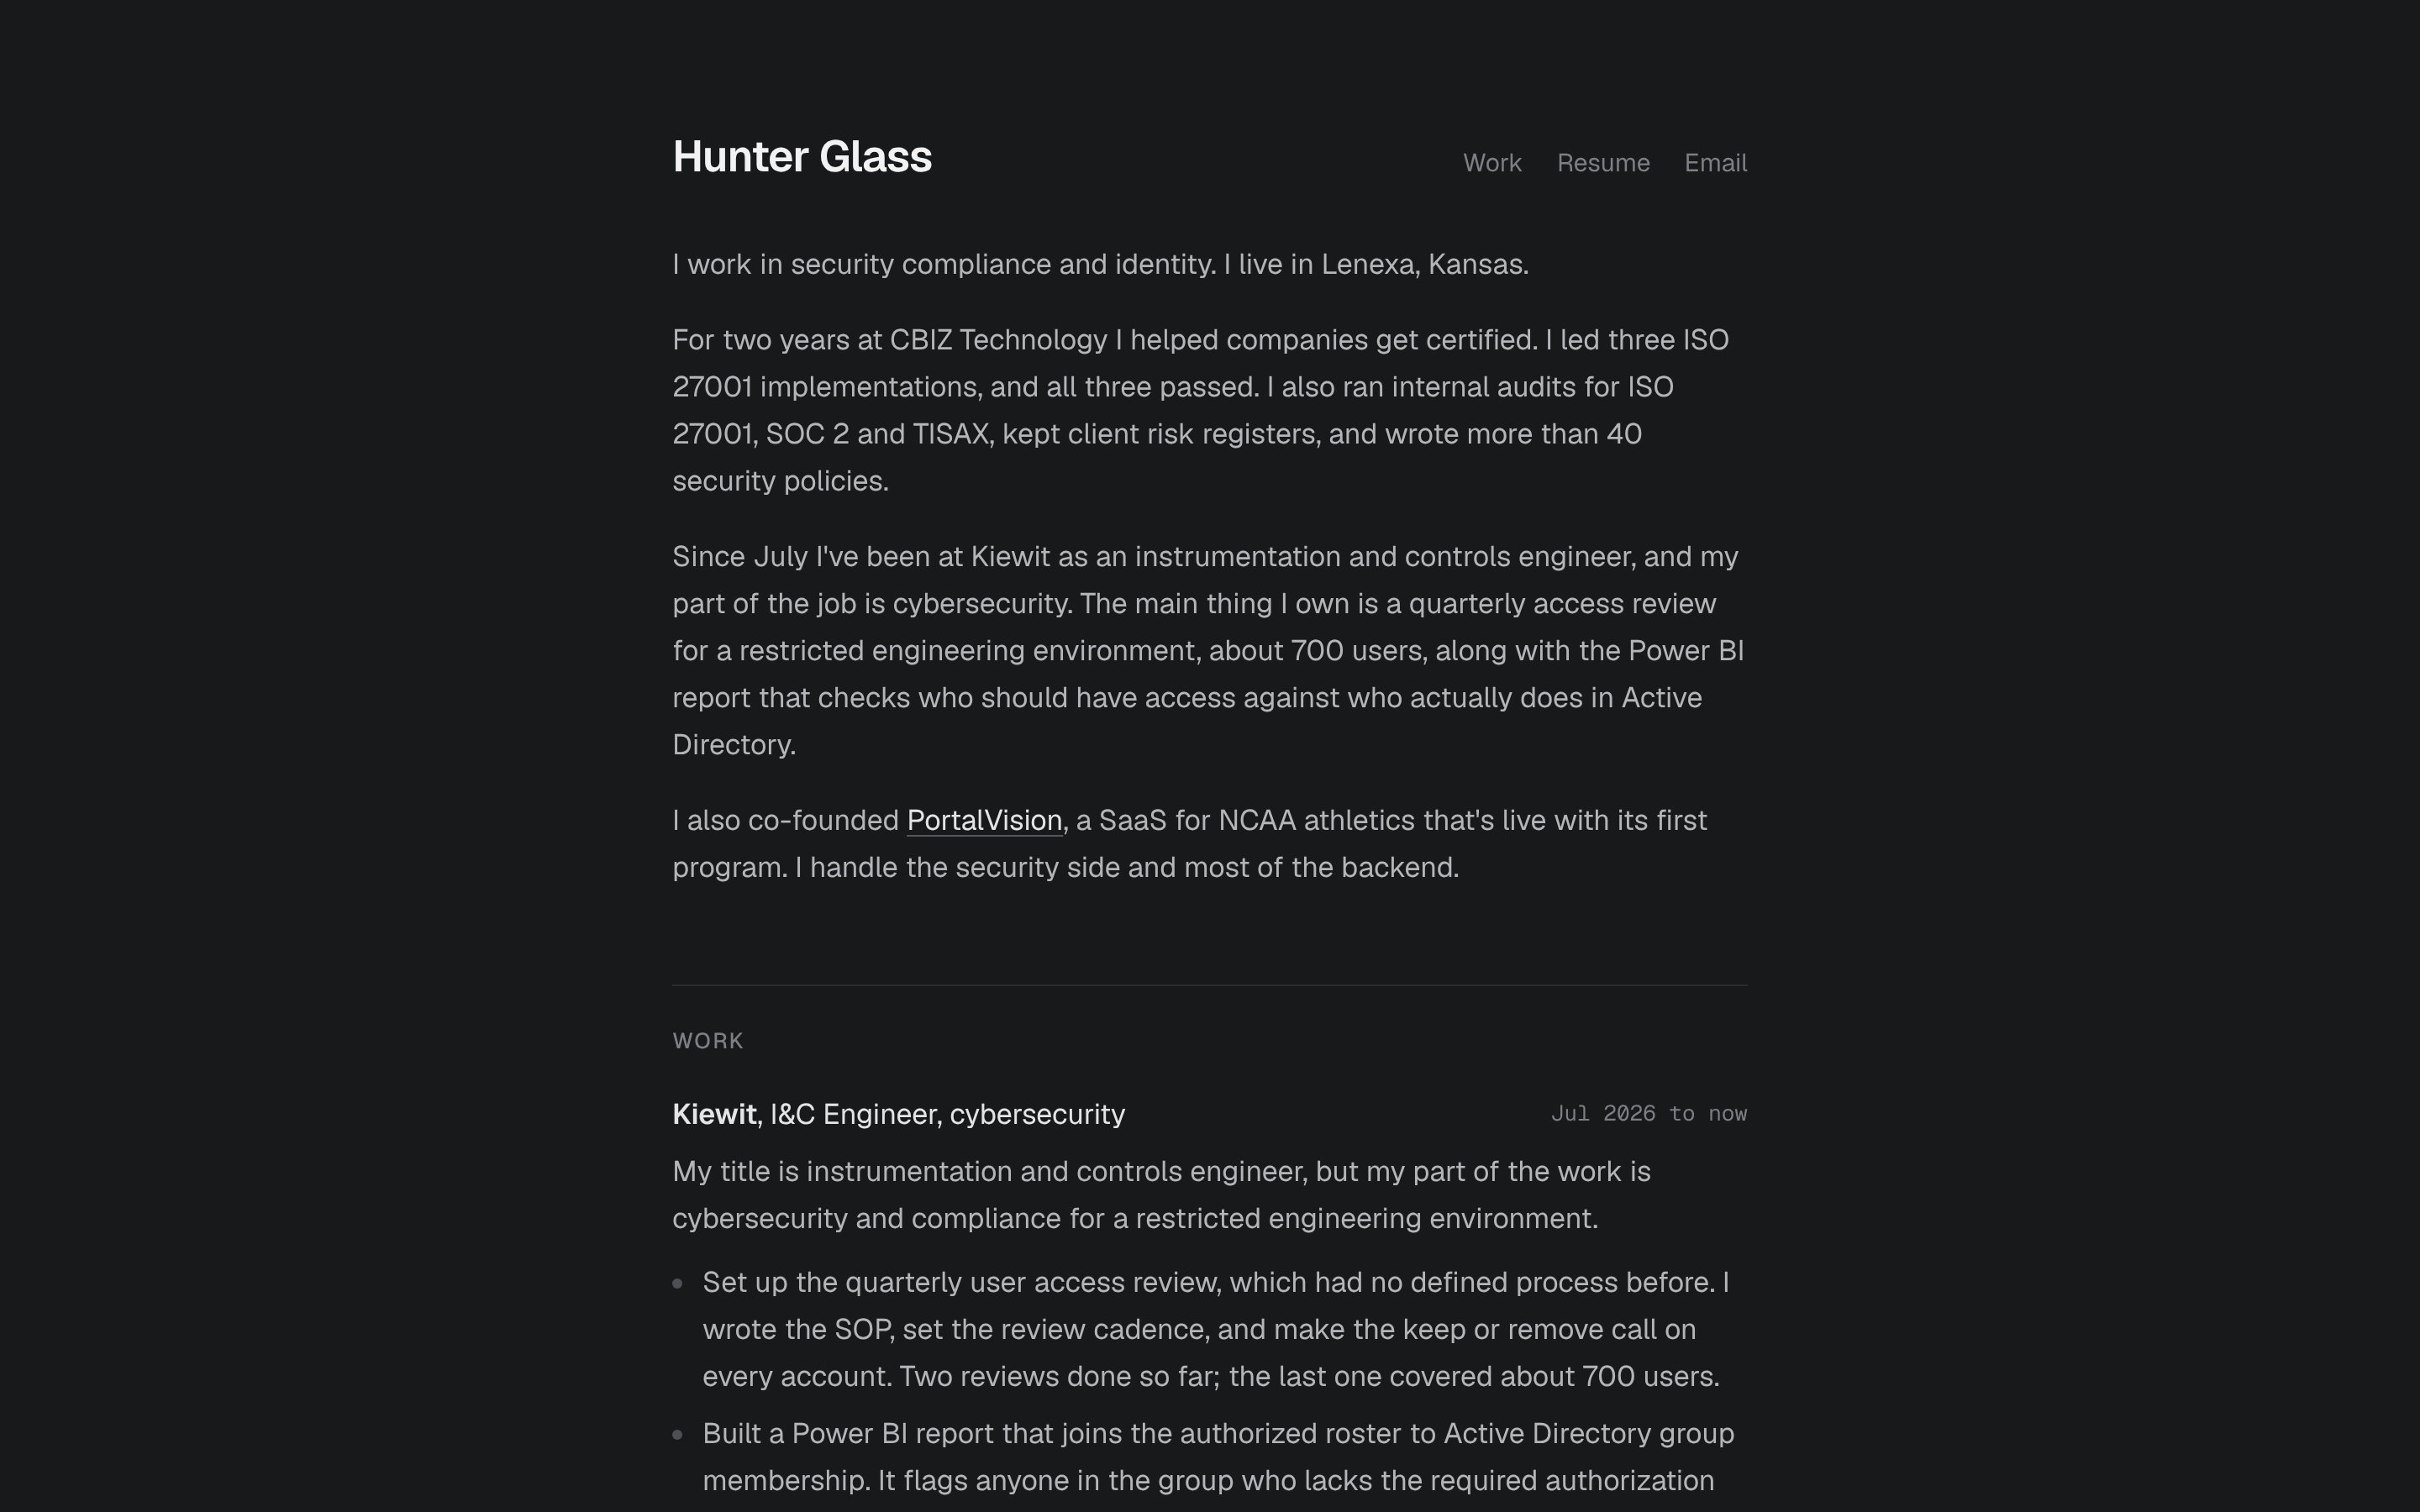 Hunter Glass
Work Resume Email
I work in security compliance and identity. I live in Lenexa, Kansas.
For two years at CBIZ Technology I helped companies get certified. I led three ISO
27001 implementations, and all three passed. I also ran internal audits for ISO
27001, SOC 2 and TISAX, kept client risk registers, and wrote more than 40
security policies.
Since July I've been at Kiewit as an instrumentation and controls engineer, and my
part of the job is cybersecurity. The main thing I own is a quarterly access review
for a restricted engineering environment, about 700 users, along with the Power BI
report that checks who should have access against who actually does in Active
Directory.
I also co-founded PortalVision, a SaaS for NCAA athletics that's live with its first
program. I handle the security side and most of the backend.
WORK
Kiewit, I&C Engineer, cybersecurity Jul 2026 to now
My title is instrumentation and controls engineer, but my part of the work is
cybersecurity and compliance for a restricted engineering environment.
Set up the quarterly user access review, which had no defined process before. I
wrote the SOP, set the review cadence, and make the keep or remove call on
every account. Two reviews done so far; the last one covered about 700 users.
Built a Power BI report that joins the authorized roster to Active Directory group
membership. It flags anyone in the group who lacks the required authorization